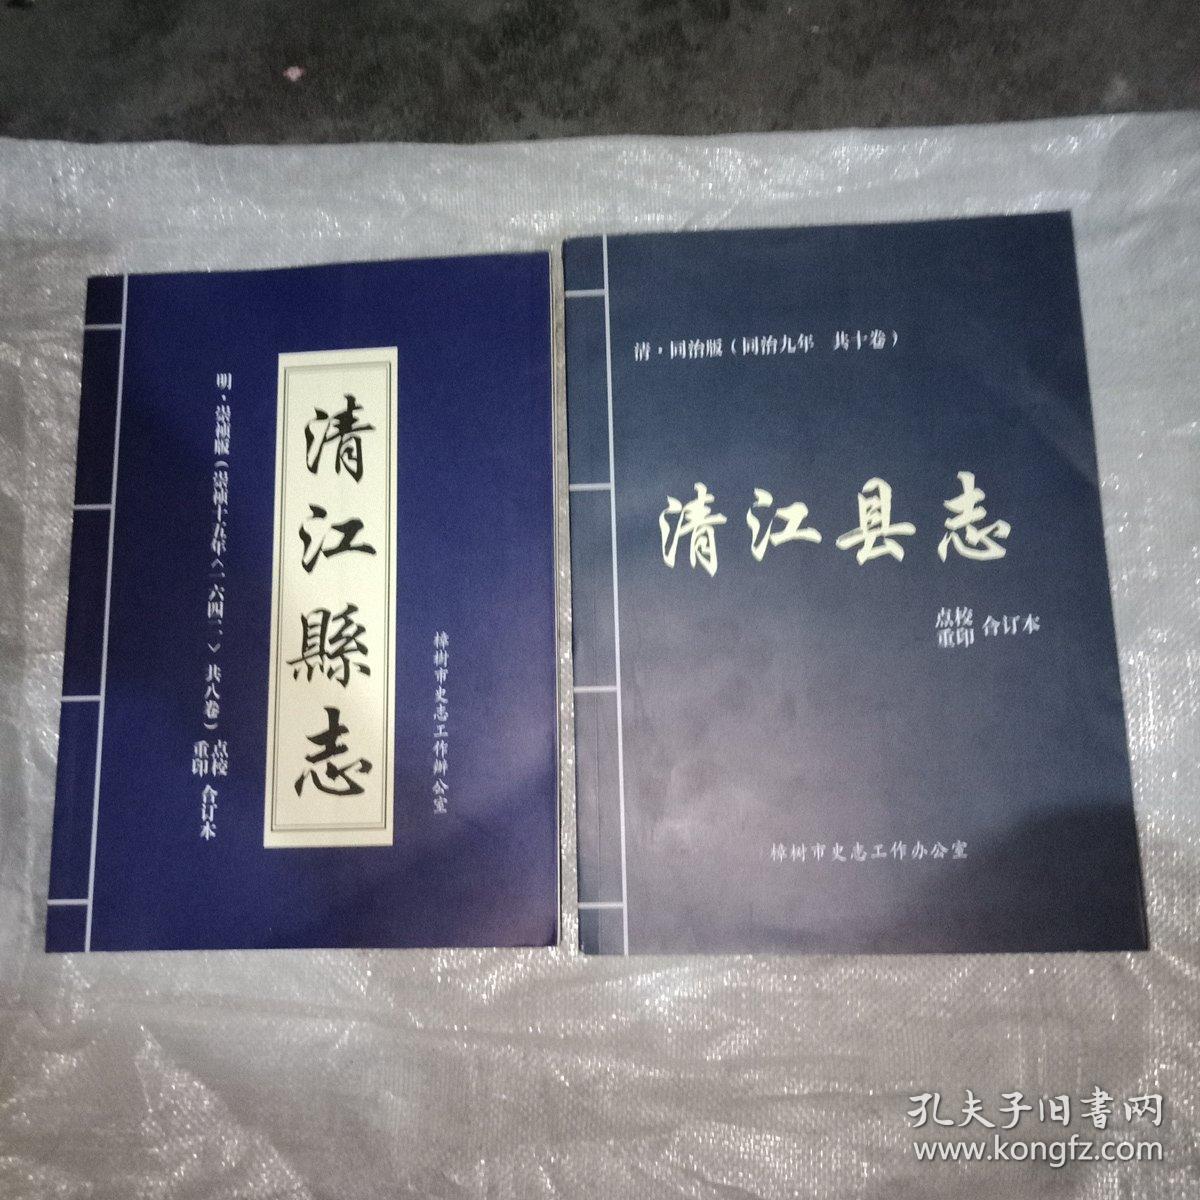 清江縣志
明·崇祯版(崇祯十五年<一六四二>共八卷)点校重印合订本
樟树市史志工作辦公室
清·同治版(同治九年 共十卷)
清江县志
点校
重印 合订本
樟树市史志工作办公室
孔夫子旧書网
www.kongfz.com